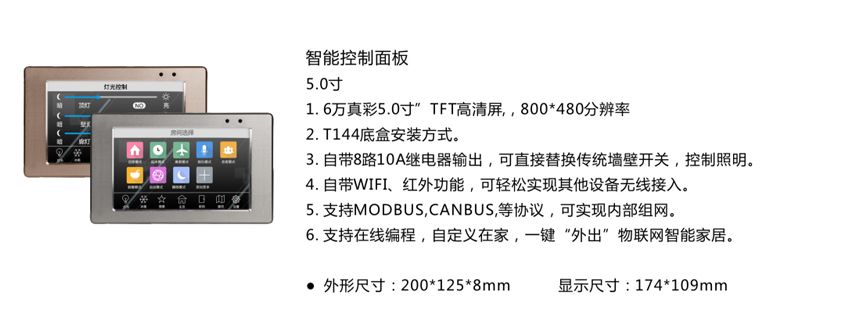 智能控制面板
5.0寸
1. 6万真彩5.0寸”TFT高清屏,，800*480分辨率
2. T144底盒安装方式。
3. 自带8路10A继电器输出，可直接替换传统墙壁开关，控制照明。
4. 自带WIFI、红外功能，可轻松实现其他设备无线接入。
5. 支持MODBUS,CANBUS,等协议，可实现内部组网。
6. 支持在线编程，自定义在家，一键“外出”物联网智能家居。
● 外形尺寸：200*125*8mm 显示尺寸：174*109mm
灯光控制
暗 顶灯 NO 亮
暗
暗
房间选择